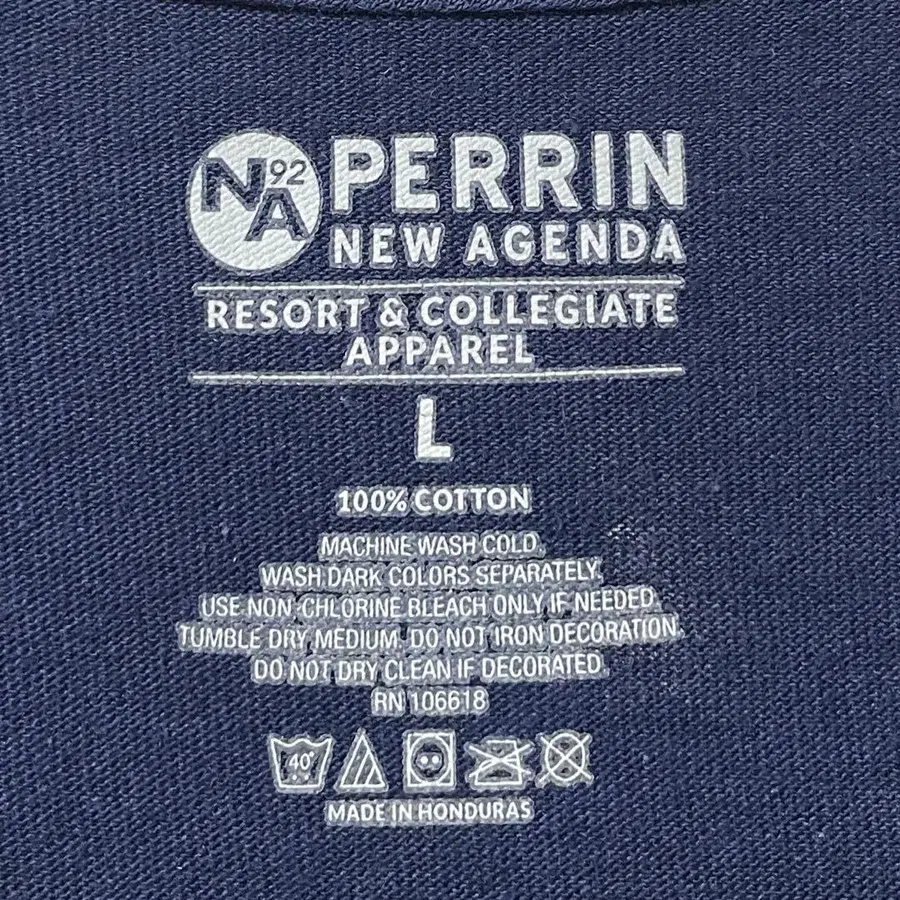 NA 92
PERRIN
NEW AGENDA
RESORT & COLLEGIATE
APPAREL
L
100% COTTON
MACHINE WASH COLD.
WASH DARK COLORS SEPARATELY.
USE NON-CHLORINE BLEACH ONLY IF NEEDED.
TUMBLE DRY MEDIUM. DO NOT IRON DECORATION.
DO NOT DRY CLEAN IF DECORATED.
RN 106618
40°
MADE IN HONDURAS